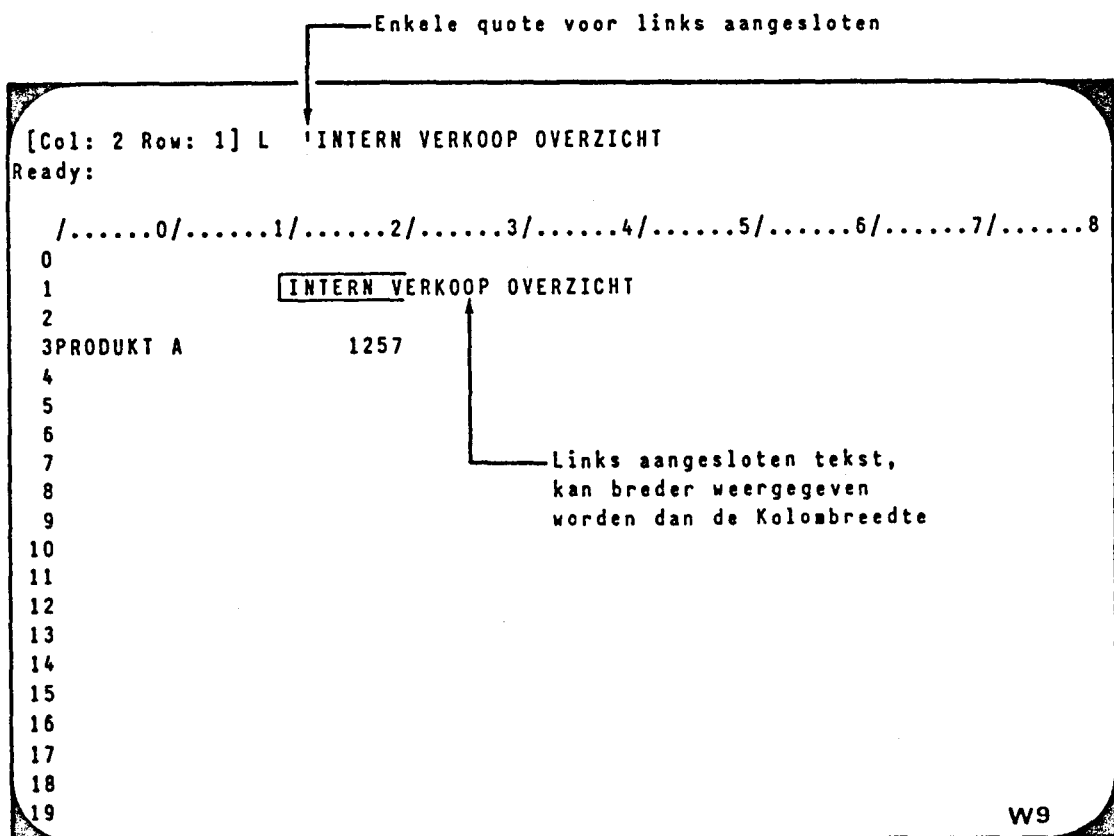 Enkele quote voor links aangesloten
[Col: 2 Row: 1] L 'INTERN VERKOOP OVERZICHT
Ready:
/......0/......1/......2/......3/......4/......5/......6/......7/......8
0
1 INTERN VERKOOP OVERZICHT
2
3PRODUKT A 1257
4
5
6
7 Links aangesloten tekst,
8 kan breder weergegeven
9 worden dan de Kolombreedte
10
11
12
13
14
15
16
17
18
19 W9